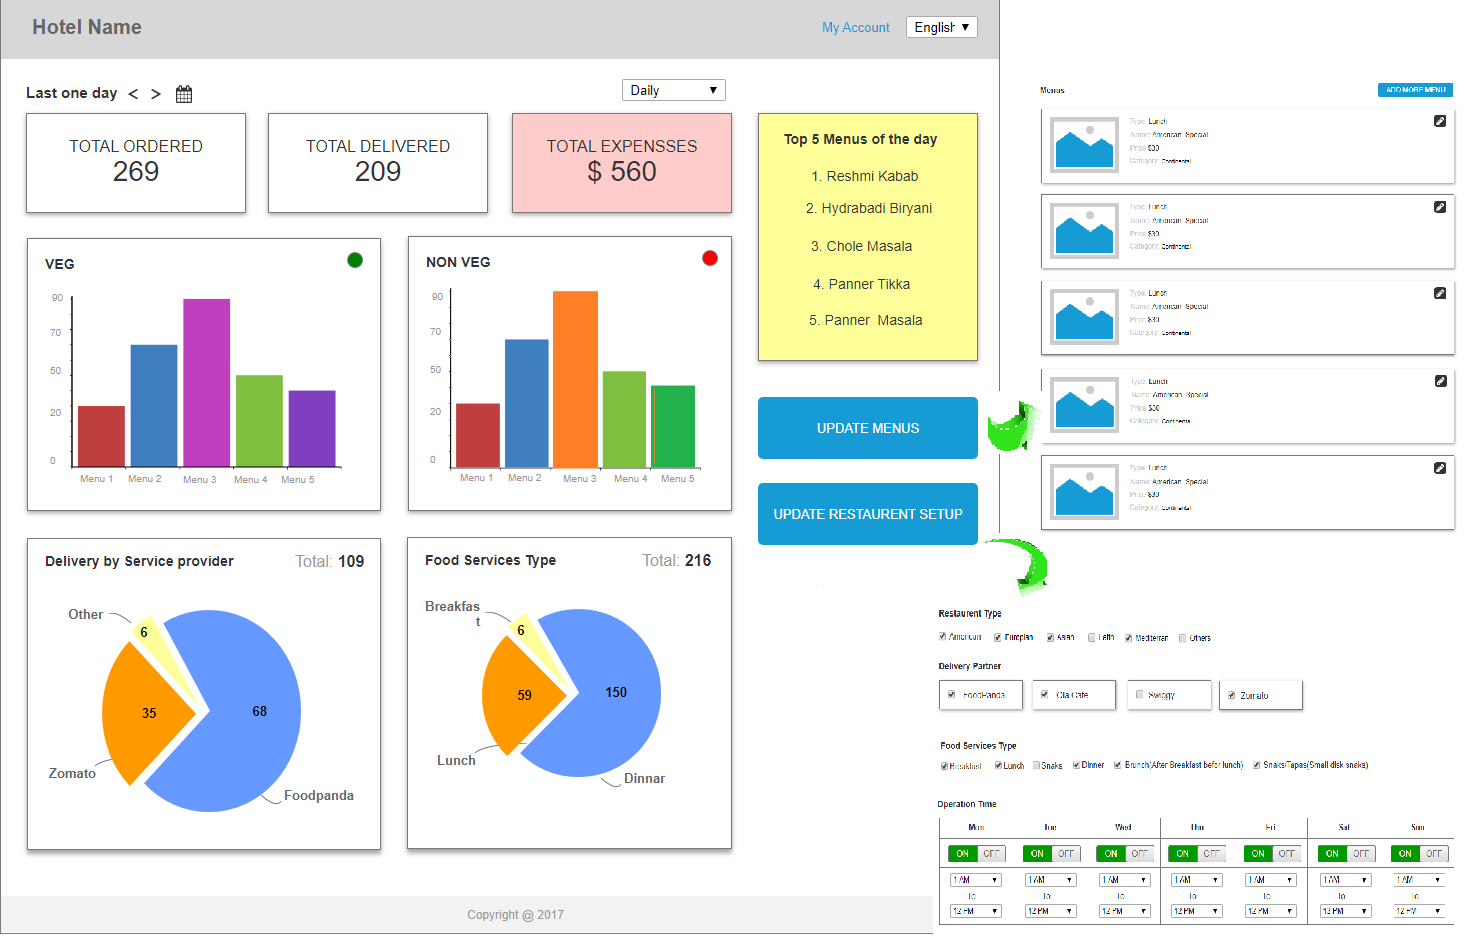 Hotel Name
My Account
English
Last one day < >
Daily
TOTAL ORDERED
269
TOTAL DELIVERED
209
TOTAL EXPENSSES
$ 560
Top 5 Menus of the day
1. Reshmi Kabab
2. Hydrabadi Biryani
3. Chole Masala
4. Panner Tikka
5. Panner Masala
VEG
90
70
50
20
0
Menu 1 Menu 2 Menu 3 Menu 4 Menu 5
NON VEG
90
70
50
20
0
Menu 1 Menu 2 Menu 3 Menu 4 Menu 5
UPDATE MENUS
UPDATE RESTAURENT SETUP
Delivery by Service provider Total: 109
Other
6
35
68
Zomato
Foodpanda
Food Services Type Total: 216
Breakfas
t
6
59
150
Lunch
Dinnar
Copyright @ 2017
Menus
ADD MORE MENU
Type: Lunch
Name: American Special
Price $30
Category: Continental
Type: Lunch
Name: American Special
Price $30
Category: Continental
Type: Lunch
Name: American Special
Price $30
Category: Continental
Type: Lunch
Name: American Special
Price $30
Category: Continental
Type: Lunch
Name: American Special
Price $30
Category: Continental
Restaurent Type
American Europian Asian Latin Mediterran Others
Delivery Partner
FoodPanda Ola Cafe Swiggy Zomato
Food Services Type
Breakfast Lunch Snaks Dinner Brunch(After Breakfast befor lunch) Snaks/Tapas(Small disk snaks)
Operation Time
Mon Toe Wed Thu Fri Sat Sun
ON OFF ON OFF ON OFF ON OFF ON OFF ON OFF ON OFF
1 AM 1 AM 1 AM 1 AM 1 AM 1 AM 1 AM
To To To To To To To
12 PM 12 PM 12 PM 12 PM 12 PM 12 PM 12 PM